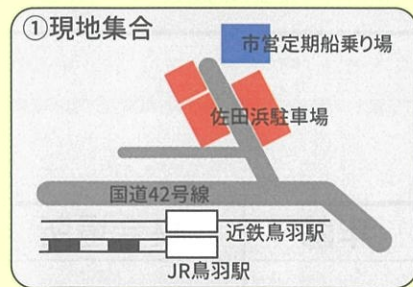 ①現地集合
市営定期船乗り場
佐田浜駐車場
国道42号線
近鉄鳥羽駅
JR鳥羽駅